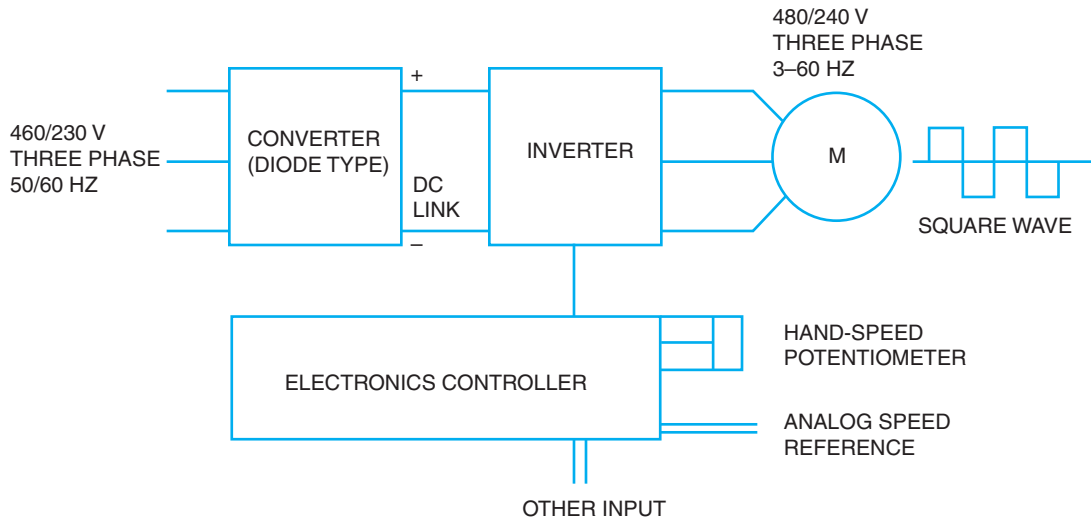 480/240 V
THREE PHASE
3–60 HZ
460/230 V
THREE PHASE
50/60 HZ
CONVERTER
(DIODE TYPE)
+
DC
LINK
–
INVERTER
M
SQUARE WAVE
ELECTRONICS CONTROLLER
HAND-SPEED
POTENTIOMETER
ANALOG SPEED
REFERENCE
OTHER INPUT